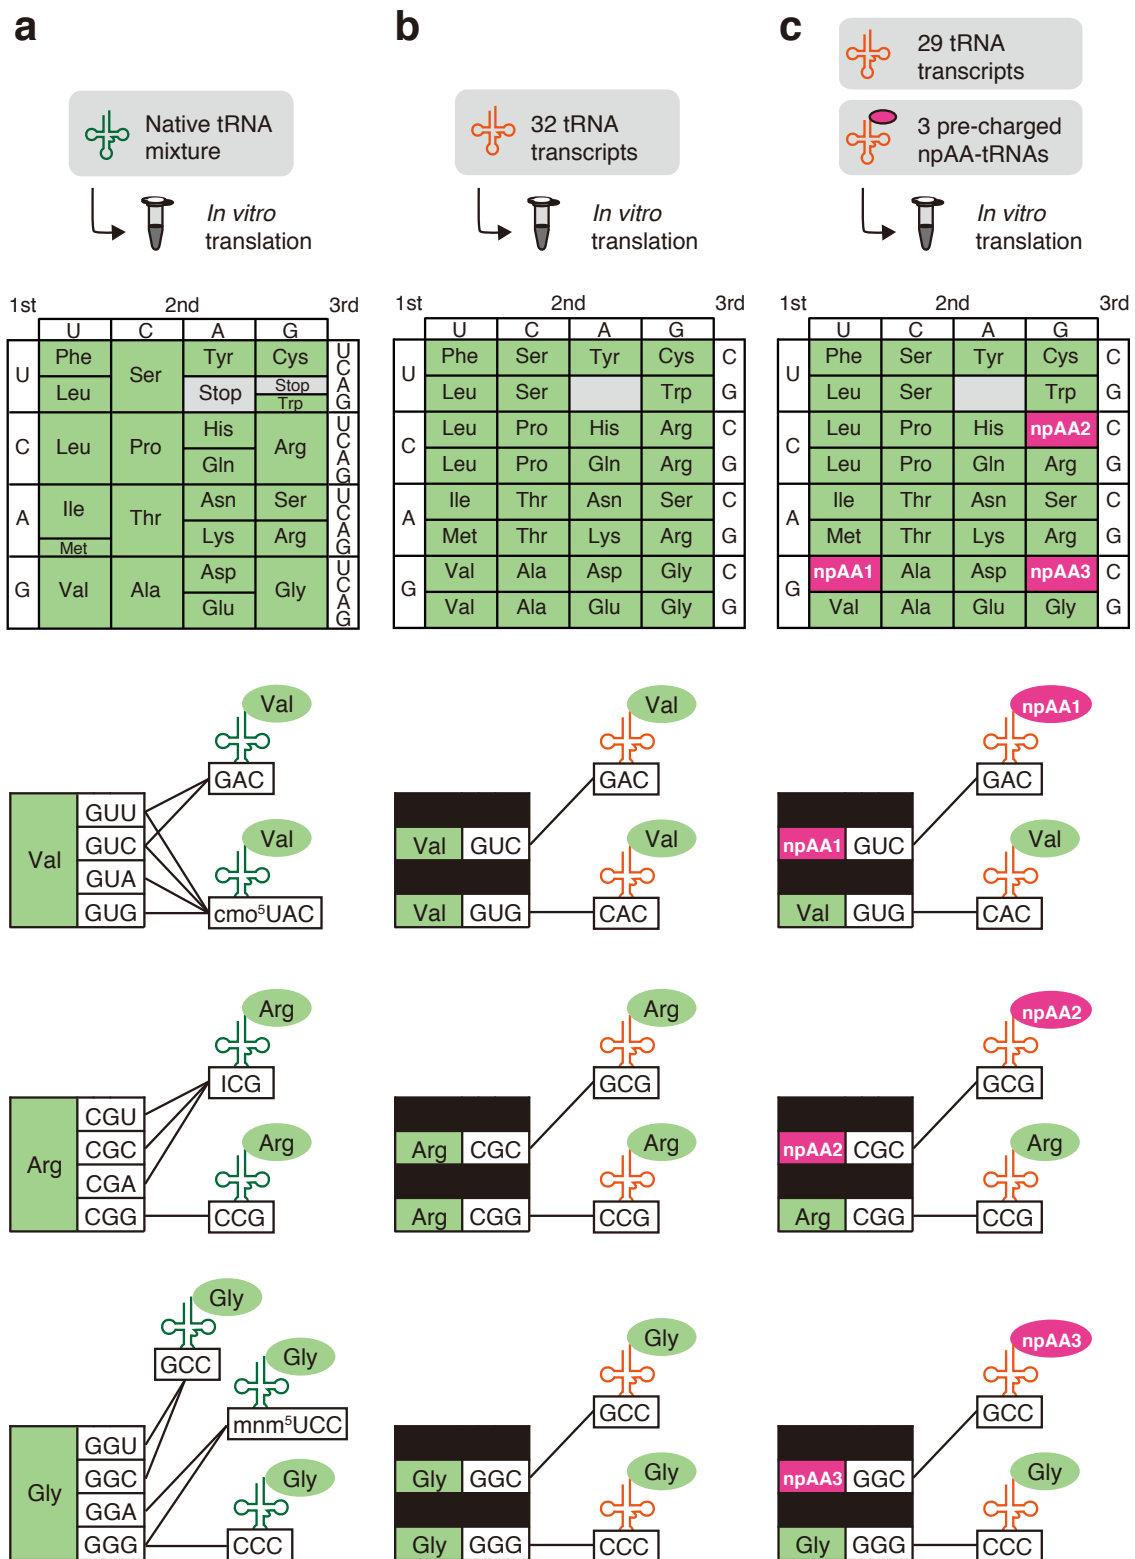 a
Native tRNA
mixture
In vitro
translation
1st 2nd 3rd
U C A G
U Phe Ser Tyr Cys U
C
Leu Stop Stop A
Trp G
C Leu Pro His Arg U
C
Gln A
G
A Ile Thr Asn Ser U
C
Lys Arg A
Met G
G Val Ala Asp Gly U
C
Glu A
G
Val
GAC
Val
cmo⁵UAC
Val
GUU
GUC
GUA
GUG
Arg
ICG
Arg
CCG
Arg
CGU
CGC
CGA
CGG
Gly
GCC
Gly
mnm⁵UCC
Gly
CCC
Gly
GGU
GGC
GGA
GGG
b
32 tRNA
transcripts
In vitro
translation
1st 2nd 3rd
U C A G
U Phe Ser Tyr Cys C
Leu Ser Trp G
C Leu Pro His Arg C
Leu Pro Gln Arg G
A Ile Thr Asn Ser C
Met Thr Lys Arg G
G Val Ala Asp Gly C
Val Ala Glu Gly G
Val
GAC
Val GUC
Val
Val GUG CAC
Arg
GCG
Arg CGC
Arg
Arg CGG CCG
Gly
GCC
Gly GGC
Gly
Gly GGG CCC
c
29 tRNA
transcripts
3 pre-charged
npAA-tRNAs
In vitro
translation
1st 2nd 3rd
U C A G
U Phe Ser Tyr Cys C
Leu Ser Trp G
C Leu Pro His npAA2 C
Leu Pro Gln Arg G
A Ile Thr Asn Ser C
Met Thr Lys Arg G
G npAA1 Ala Asp npAA3 C
Val Ala Glu Gly G
npAA1
GAC
npAA1 GUC
Val
Val GUG CAC
npAA2
GCG
npAA2 CGC
Arg
Arg CGG CCG
npAA3
GCC
npAA3 GGC
Gly
Gly GGG CCC